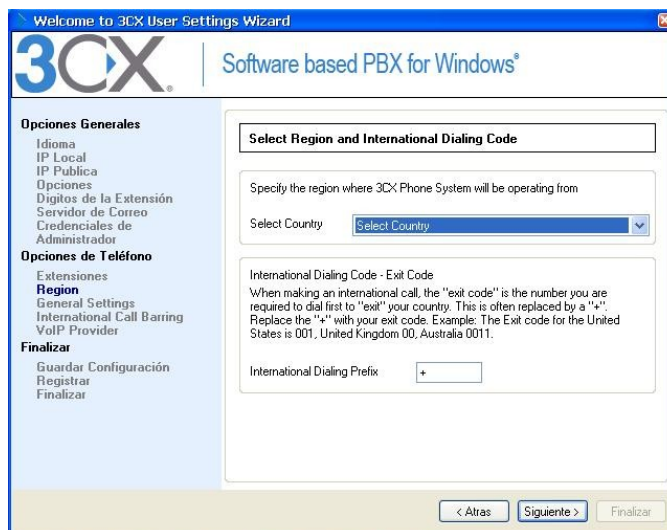 Welcome to 3CX User Settings Wizard
3CX®
Software based PBX for Windows®
Opciones Generales
Idioma
IP Local
IP Publica
Opciones
Digitos de la Extensión
Servidor de Correo
Credenciales de
Administrador
Opciones de Teléfono
Extensiones
Region
General Settings
International Call Barring
VoIP Provider
Finalizar
Guardar Configuración
Registrar
Finalizar
Select Region and International Dialing Code
Specify the region where 3CX Phone System will be operating from
Select Country Select Country
International Dialing Code - Exit Code
When making an international call, the "exit code" is the number you are
required to dial first to "exit" your country. This is often replaced by a "+".
Replace the "+" with your exit code. Example: The Exit code for the United
States is 001, United Kingdom 00, Australia 0011.
International Dialing Prefix +
< Atras Siguiente > Finalizar